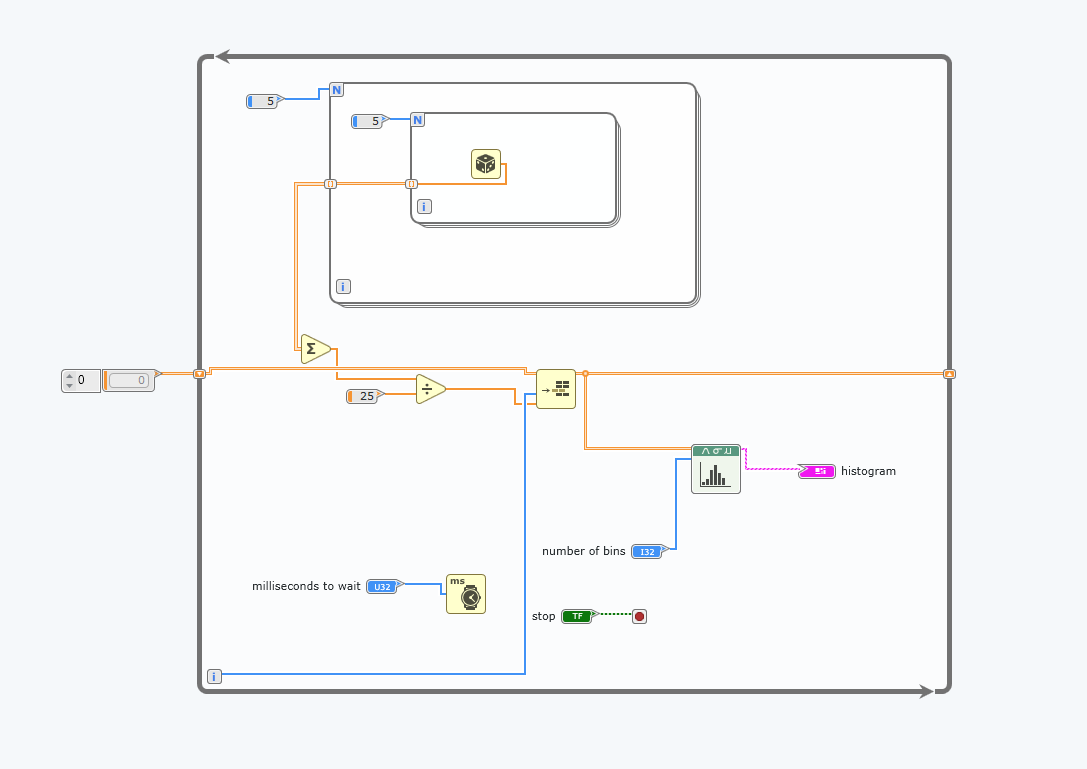 5
N
5
N
[]
[]
i
i
Σ
0
0
÷
25
histogram
number of bins
I32
ms
milliseconds to wait
U32
stop
TF
i